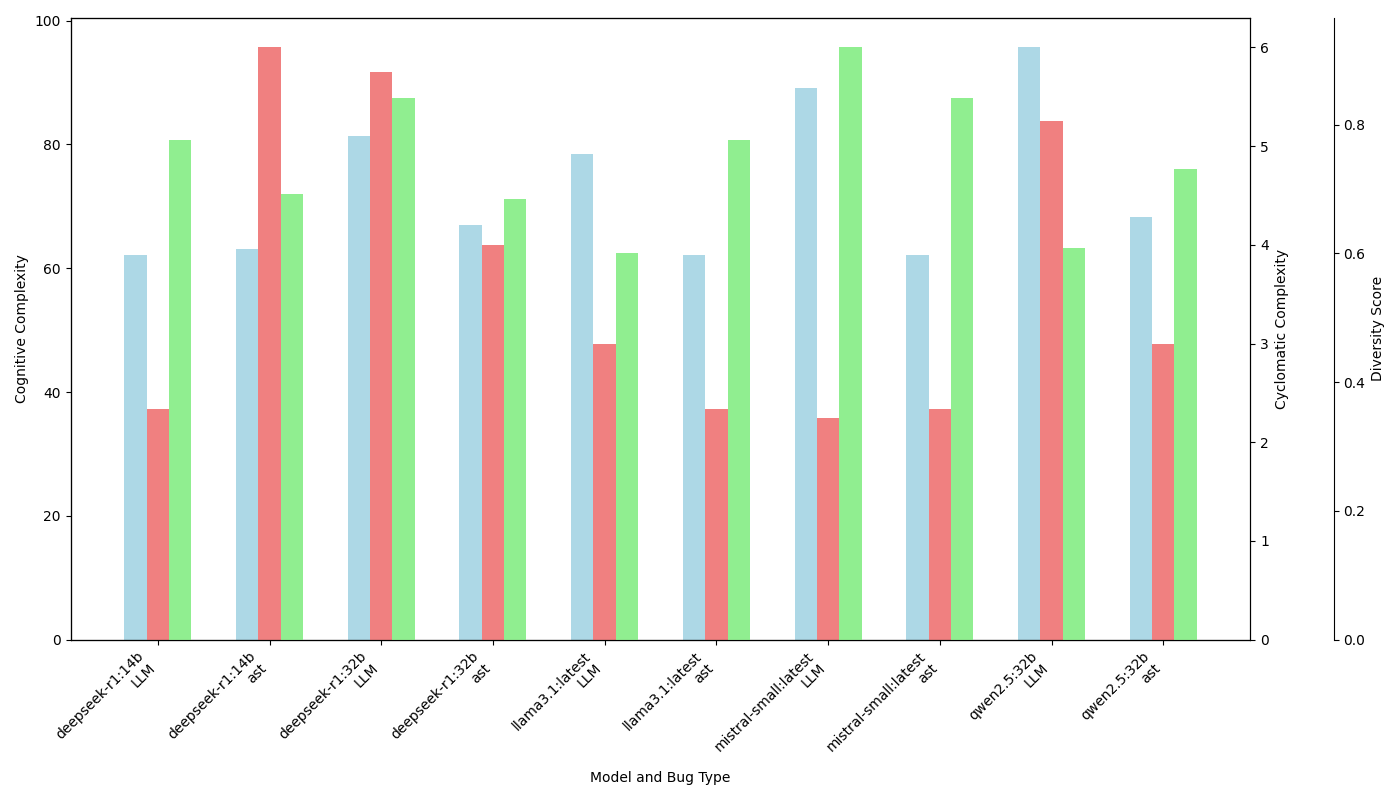 100
80
60
40
20
0
Cognitive Complexity
6
5
4
3
2
1
0
Cyclomatic Complexity
0.8
0.6
0.4
0.2
0.0
Diversity Score
deepseek-r1:14b
LLM
deepseek-r1:14b
ast
deepseek-r1:32b
LLM
deepseek-r1:32b
ast
llama3.1:latest
LLM
llama3.1:latest
ast
mistral-small:latest
LLM
mistral-small:latest
ast
qwen2.5:32b
LLM
qwen2.5:32b
ast
Model and Bug Type